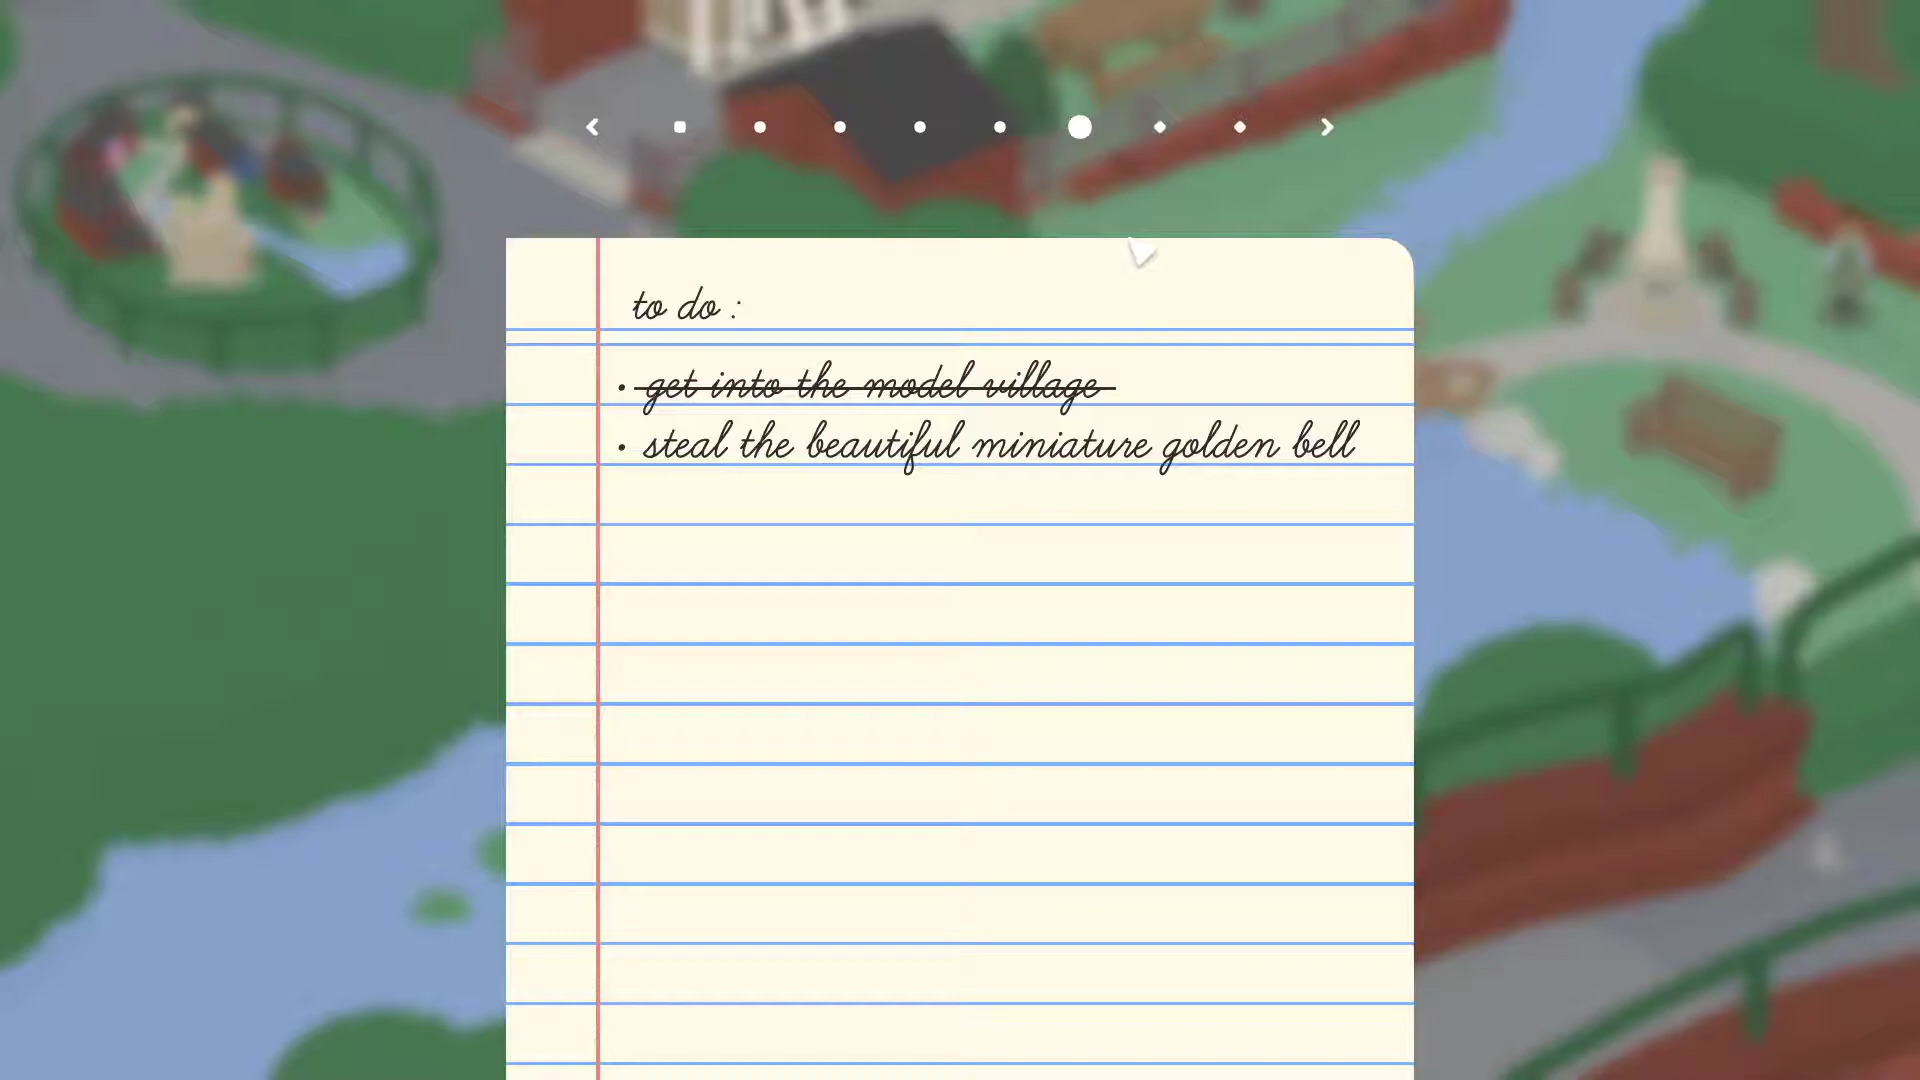 to do :
• get into the model village
• steal the beautiful miniature golden bell